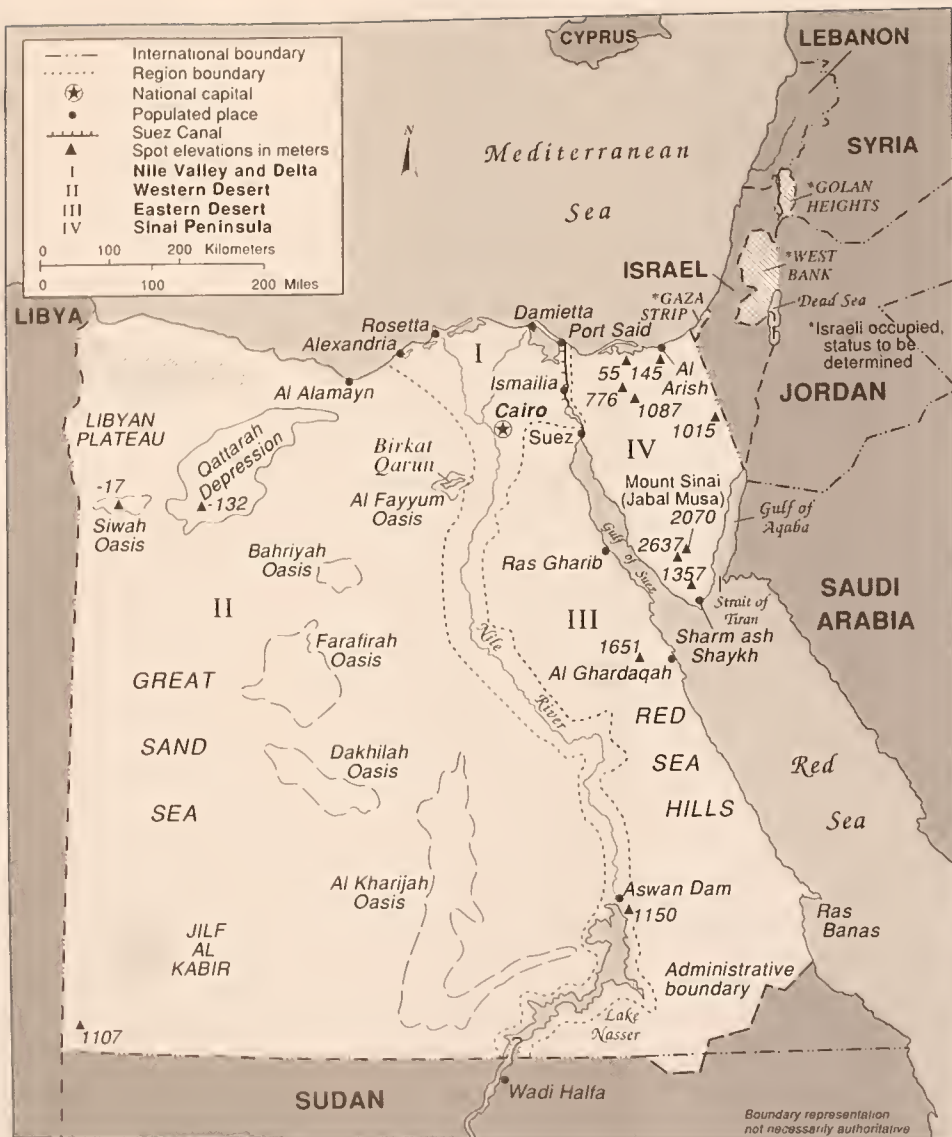 International boundary
Region boundary
National capital
Populated place
Suez Canal
Spot elevations in meters
I Nile Valley and Delta
II Western Desert
III Eastern Desert
IV Sinai Peninsula
0 100 200 Kilometers
0 100 200 Miles
N
CYPRUS
LEBANON
Mediterranean
Sea
SYRIA
*GOLAN
HEIGHTS
ISRAEL
*WEST
BANK
*GAZA
STRIP
Dead Sea
*Israeli occupied,
status to be
determined
JORDAN
LIBYA
Rosetta
Alexandria
Damietta
Port Said
I
Al Alamayn
Ismailia
55
145
Al
Arish
776
1087
1015
Cairo
Suez
IV
LIBYAN
PLATEAU
Qattarah
Depression
Birkat
Qarun
Al Fayyum
Oasis
-17
Siwah
Oasis
-132
Mount Sinai
(Jabal Musa)
2070
2637
1357
Gulf of
Aqaba
Gulf of Suez
Bahriyah
Oasis
Ras Gharib
II
III
Strait of
Tiran
SAUDI
ARABIA
Sharm ash
Shaykh
Farafirah
Oasis
Nile
River
1651
Al Ghardaqah
GREAT
SAND
SEA
RED
SEA
HILLS
Red
Sea
Dakhilah
Oasis
Al Kharijah
Oasis
Aswan Dam
1150
Ras
Banas
JILF
AL
KABIR
Administrative
boundary
Lake
Nasser
1107
SUDAN
Wadi Halfa
Boundary representation
not necessarily authoritative